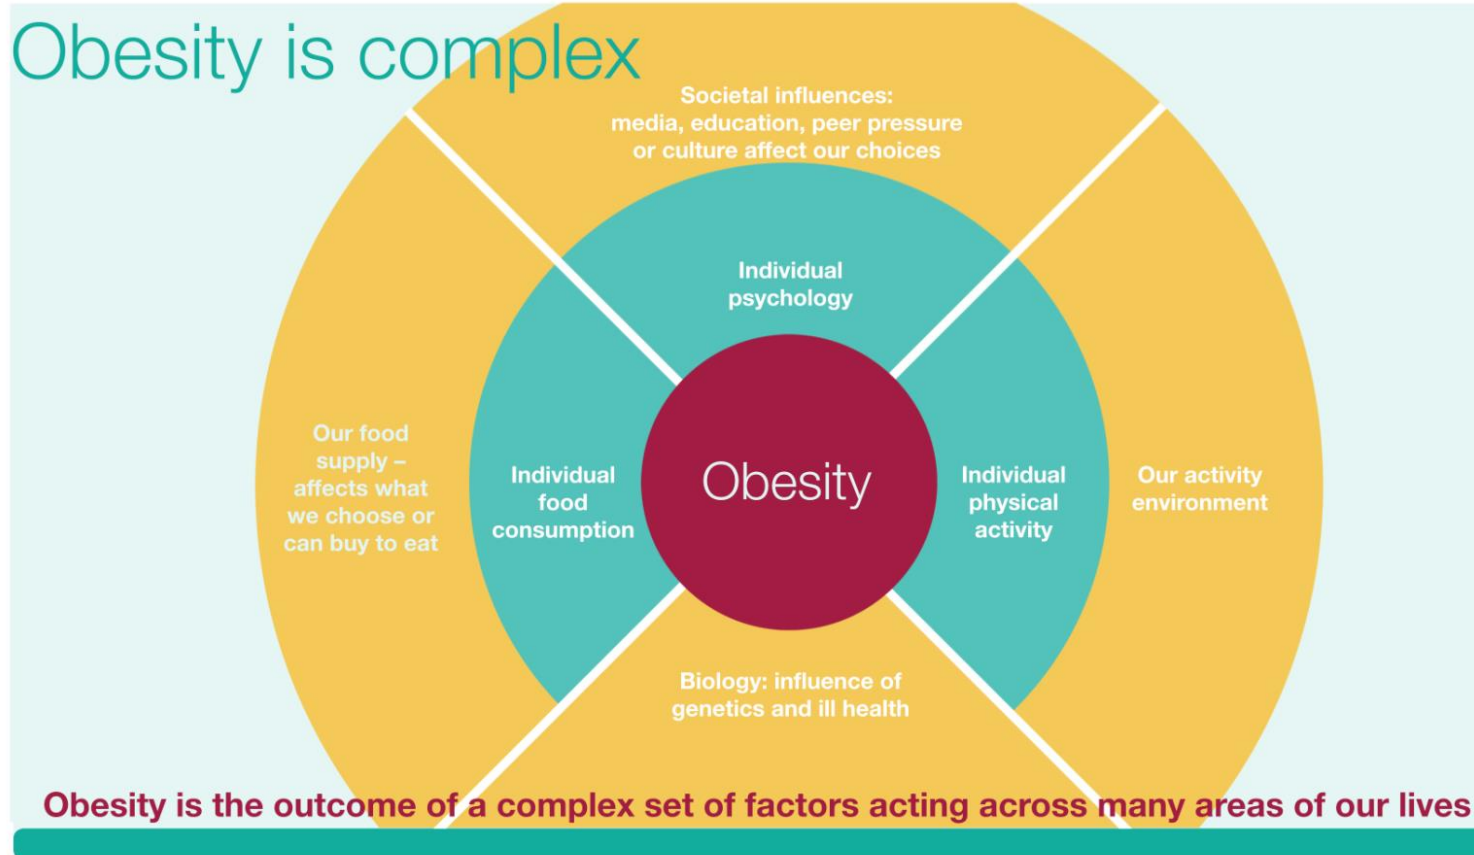 Obesity is complex
Societal influences:
media, education, peer pressure
or culture affect our choices
Individual
psychology
Our food
supply –
affects what
we choose or
can buy to eat
Individual
food
consumption
Obesity
Individual
physical
activity
Our activity
environment
Biology: influence of
genetics and ill health
Obesity is the outcome of a complex set of factors acting across many areas of our lives